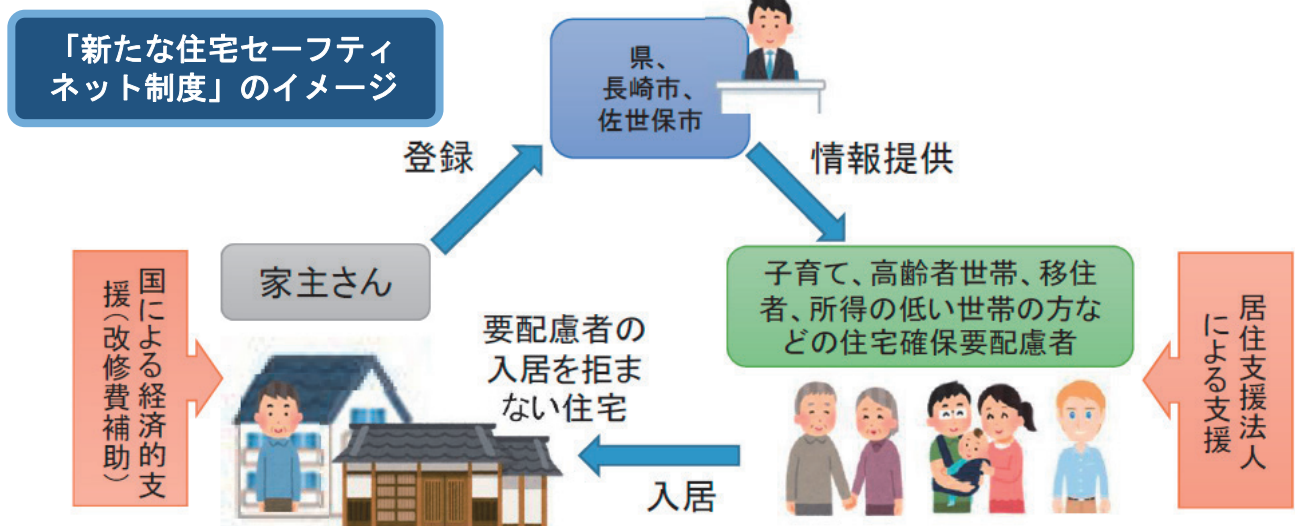 「新たな住宅セーフティ
ネット制度」のイメージ
県、
長崎市、
佐世保市
登録
情報提供
家主さん
子育て、高齢者世帯、移住
者、所得の低い世帯の方な
どの住宅確保要配慮者
国による経済的支
援(改修費補助)
要配慮者の
入居を拒ま
ない住宅
入居
居住支援法人
による支援